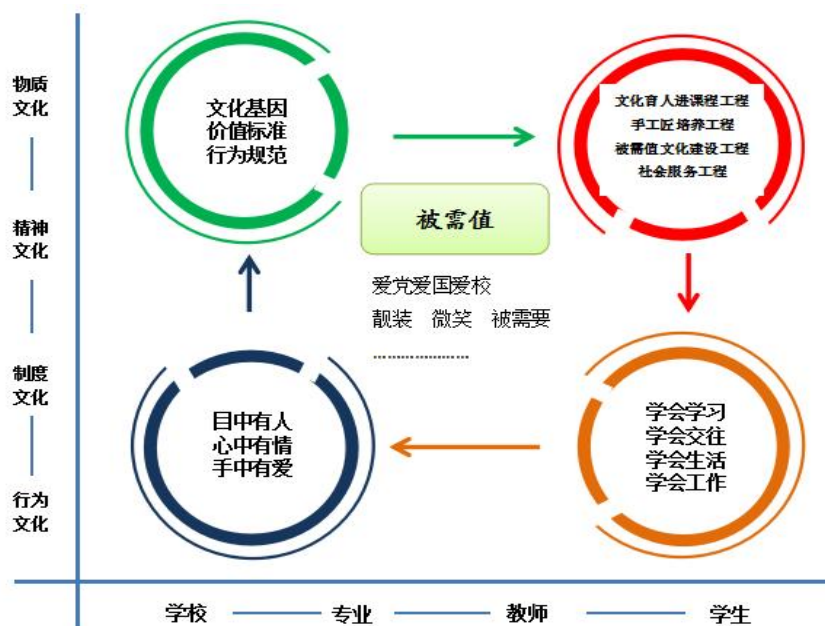 物质
文化
精神
文化
制度
文化
行为
文化
文化基因
价值标准
行为规范
文化育人进课程工程
手工匠培养工程
被需值文化建设工程
社会服务工程
被需值
爱党爱国爱校
靓装 微笑 被需要
…………………
目中有人
心中有情
手中有爱
学会学习
学会交往
学会生活
学会工作
学校 专业 教师 学生